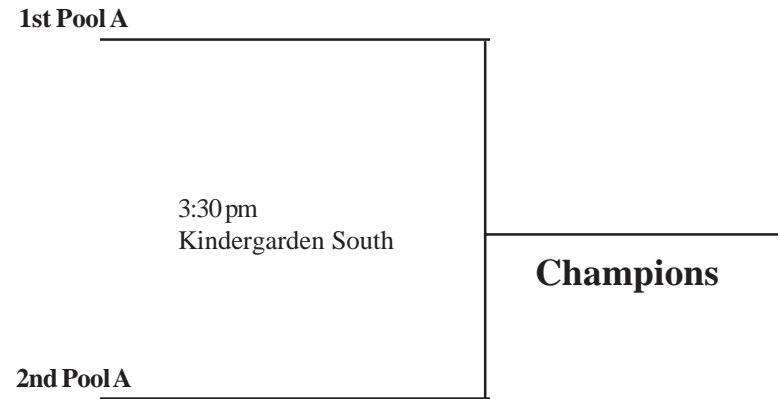 1st Pool A
3:30 pm
Kindergarden South
Champions
2nd Pool A